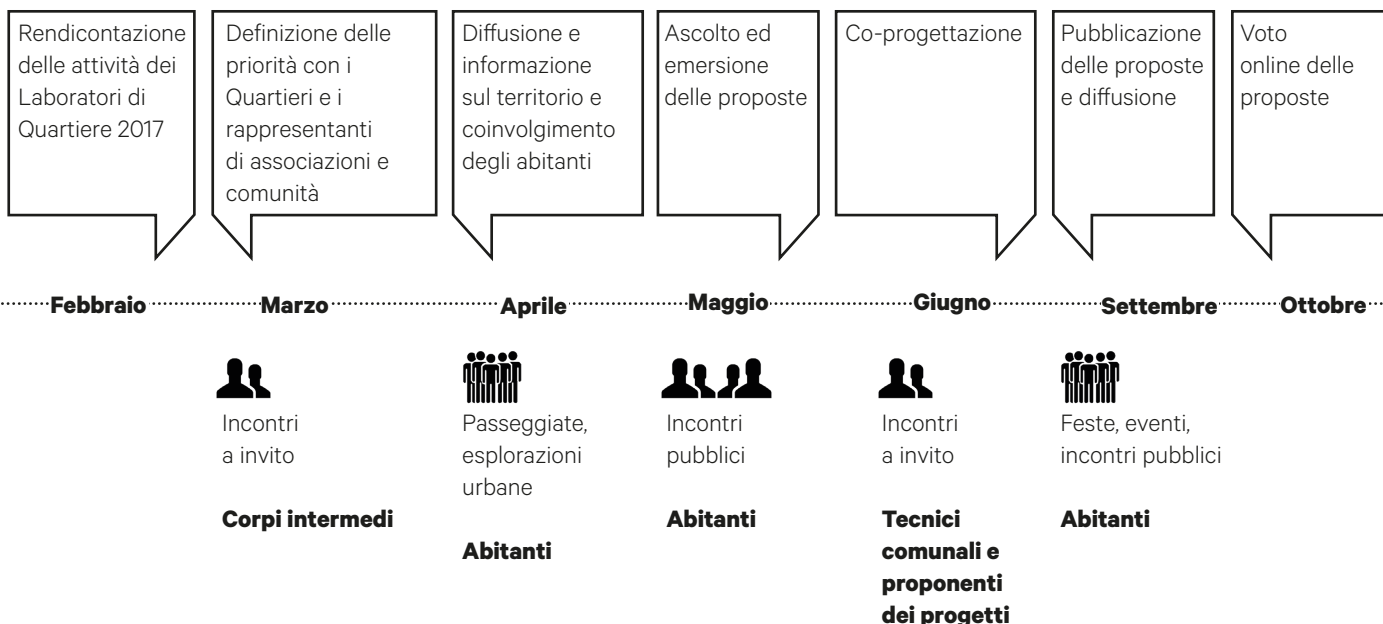 Rendicontazione
delle attività dei
Laboratori di
Quartiere 2017
Definizione delle
priorità con i
Quartieri e i
rappresentanti
di associazioni e
comunità
Diffusione e
informazione
sul territorio e
coinvolgimento
degli abitanti
Ascolto ed
emersione
delle proposte
Co-progettazione
Pubblicazione
delle proposte
e diffusione
Voto
online delle
proposte
Febbraio
Marzo
Aprile
Maggio
Giugno
Settembre
Ottobre
Incontri
a invito
Corpi intermedi
Passeggiate,
esplorazioni
urbane
Abitanti
Incontri
pubblici
Abitanti
Incontri
a invito
Tecnici
comunali e
proponenti
dei progetti
Feste, eventi,
incontri pubblici
Abitanti